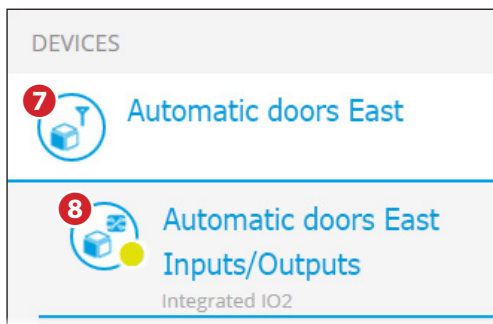 DEVICES
7
Automatic doors East
8
Automatic doors East
Inputs/Outputs
Integrated IO2